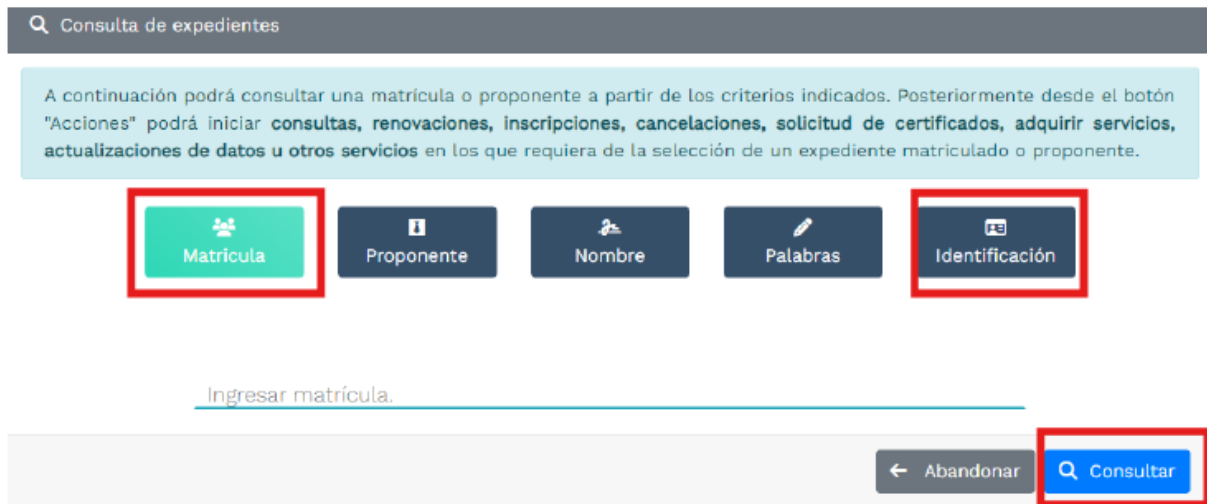 Consulta de expedientes
A continuación podrá consultar una matrícula o proponente a partir de los criterios indicados. Posteriormente desde el botón
"Acciones" podrá iniciar consultas, renovaciones, inscripciones, cancelaciones, solicitud de certificados, adquirir servicios,
actualizaciones de datos u otros servicios en los que requiera de la selección de un expediente matriculado o proponente.
Matricula
Proponente
Nombre
Palabras
Identificación
Ingresar matrícula.
Abandonar
Consultar